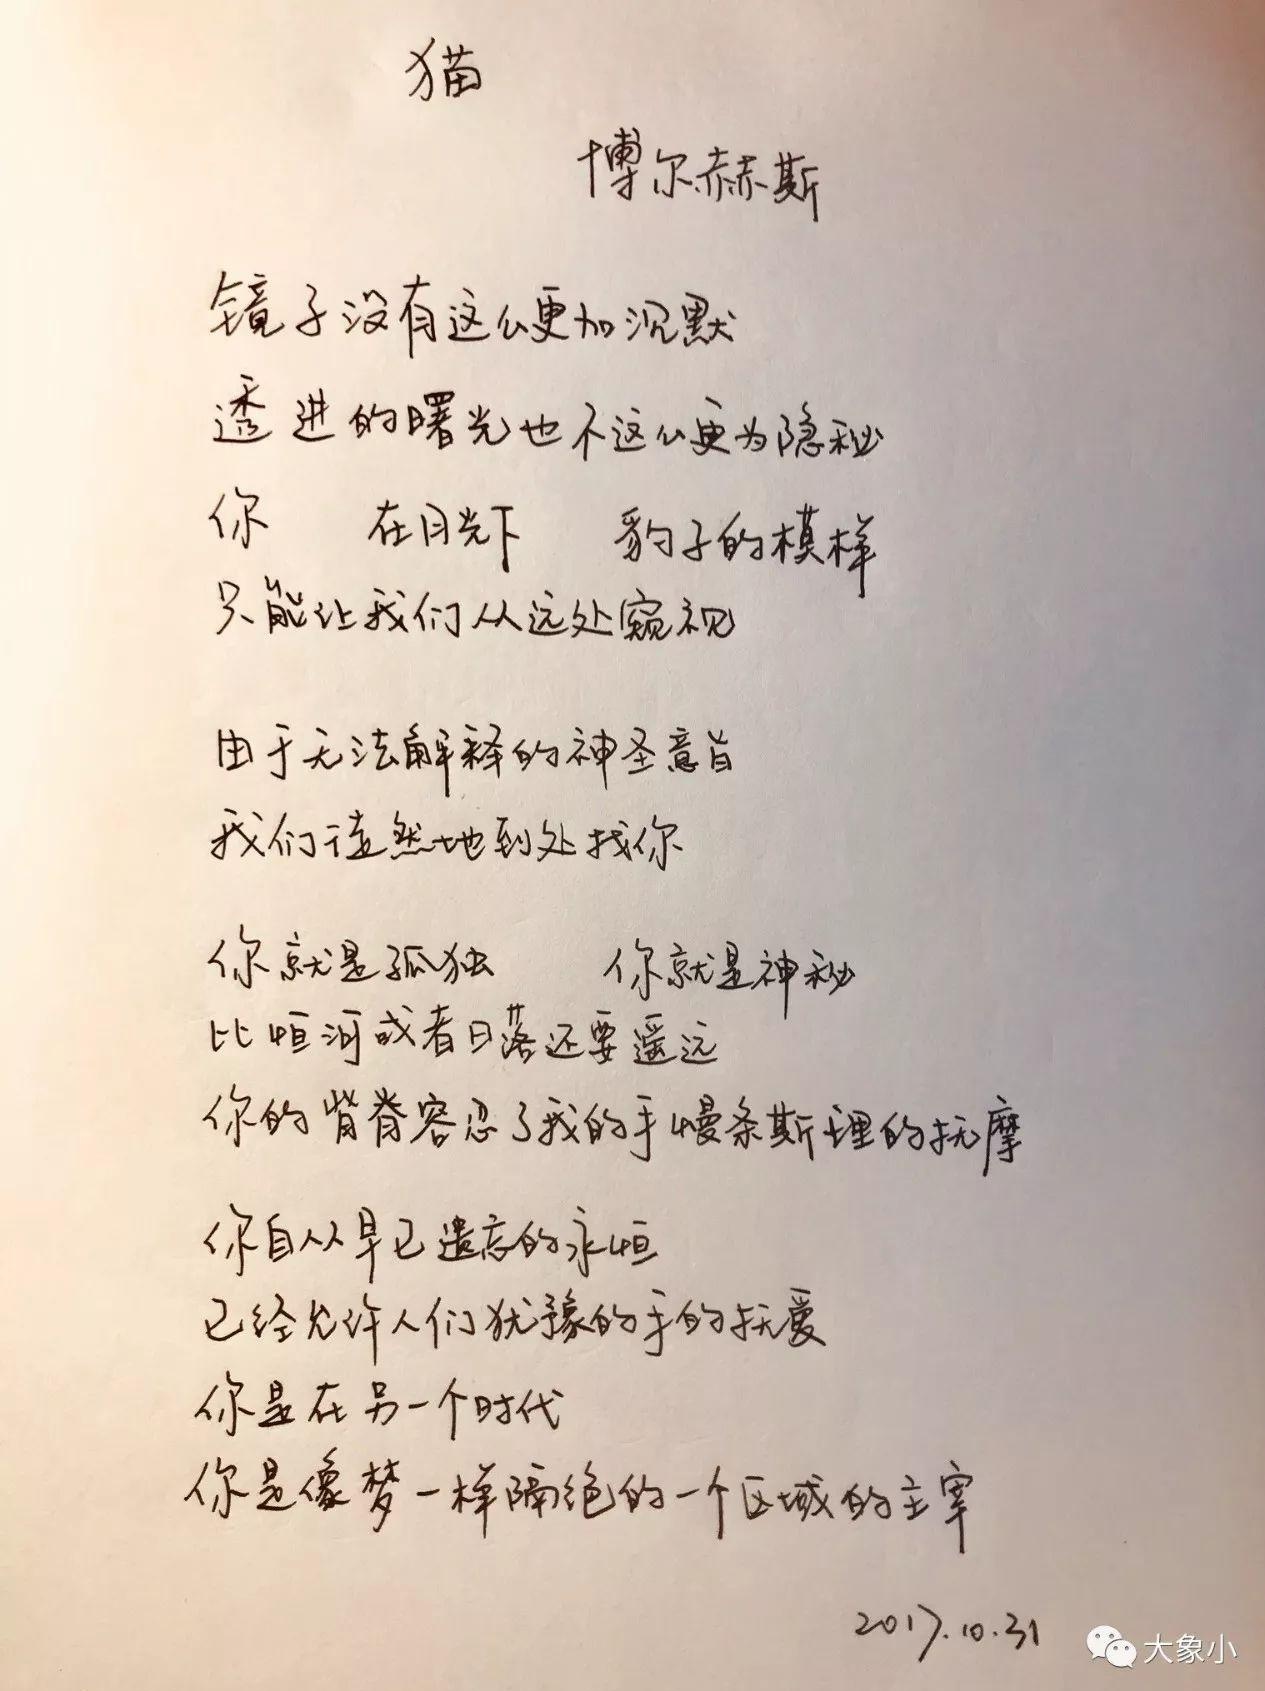 猫
博尔赫斯
镜子没有这么更加沉默
透进的曙光也不这么更为隐秘
你 在月光下 豹子的模样
只能让我们从远处窥视
由于无法解释的神圣意旨
我们徒然地到处找你
你就是孤独 你就是神秘
比恒河或者日落还要遥远
你的背脊容忍了我的手慢条斯理的抚摩
你自从早已遗忘的永恒
已经允许人们犹豫的手的抚爱
你是在另一个时代
你是像梦一样隔绝的一个区域的主宰
2017.10.31
大象小